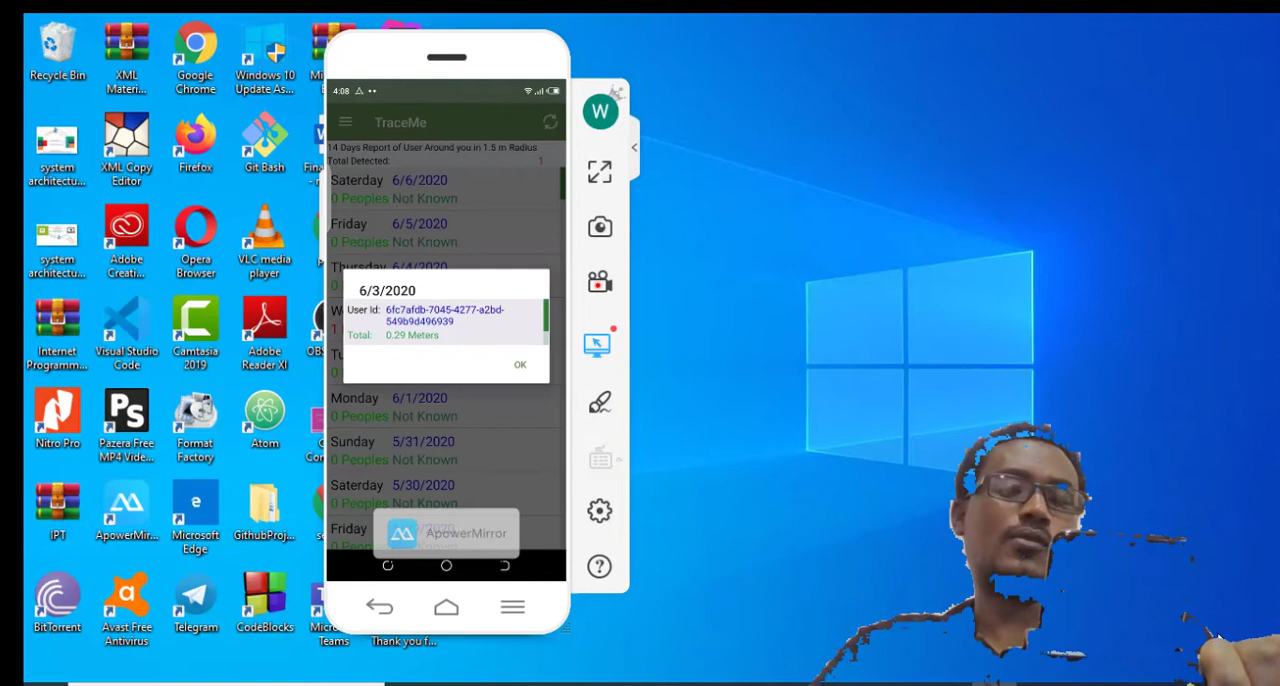 Recycle Bin
XML
Materi...
Google
Chrome
Windows 10
Update As...
system
architectu...
XML Copy
Editor
Firefox
Git Bash
system
architectu...
Adobe
Creati...
Opera
Browser
VLC media
player
Internet
Programm...
Visual Studio
Code
Camtasia
2019
Adobe
Reader XI
Nitro Pro
Pazera Free
MP4 Vide...
Format
Factory
Atom
IPT
ApowerMir...
Microsoft
Edge
GithubProj...
BitTorrent
Avast Free
Antivirus
Telegram
CodeBlocks
Teams
Thank you f...
4:08
TraceMe
14 Days Report of User Around you in 1.5 m Radius
Total Detected: 1
Saturday 6/6/2020
0 Peoples Not Known
Friday 6/5/2020
0 Peoples Not Known
Thursday 6/4/2020
6/3/2020
User Id: 6fc7afdb-7045-4277-a2bd-
549b9d496939
Total: 0.29 Meters
OK
Monday 6/1/2020
0 Peoples Not Known
Sunday 5/31/2020
0 Peoples Not Known
Saturday 5/30/2020
0 Peoples Not Known
Friday
ApowerMirror
W
Ps